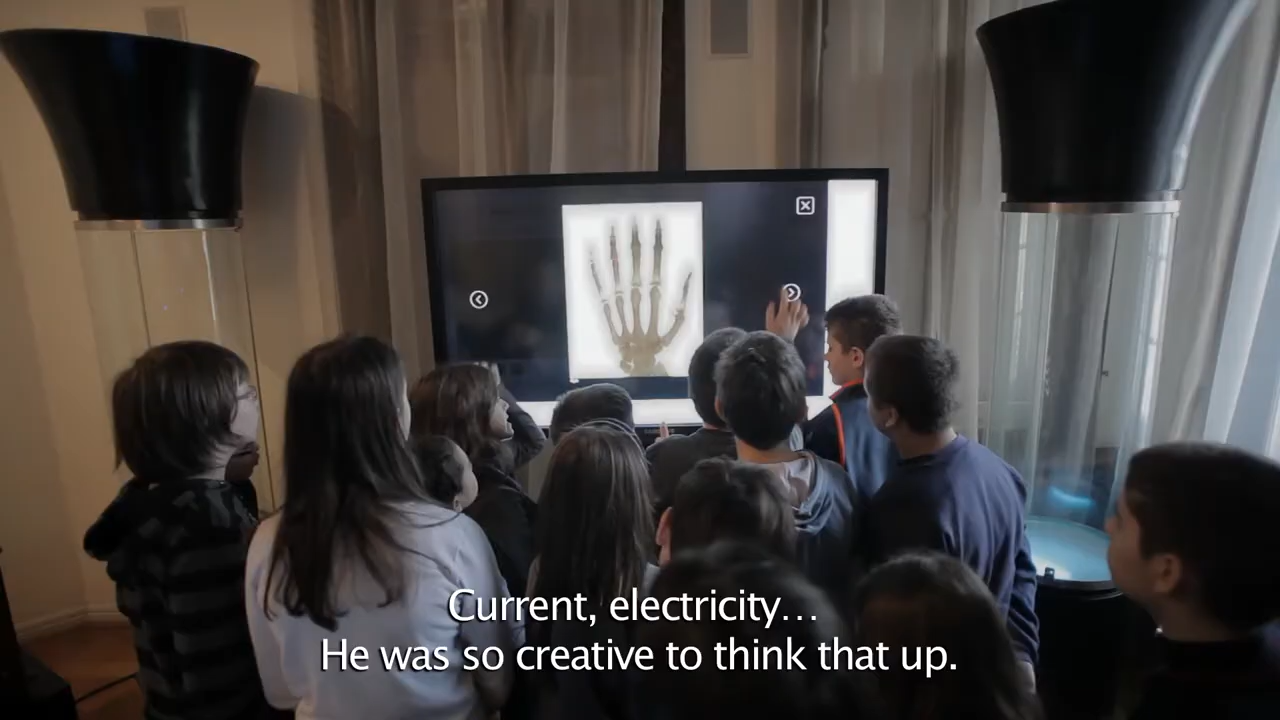 Current, electricity…
He was so creative to think that up.